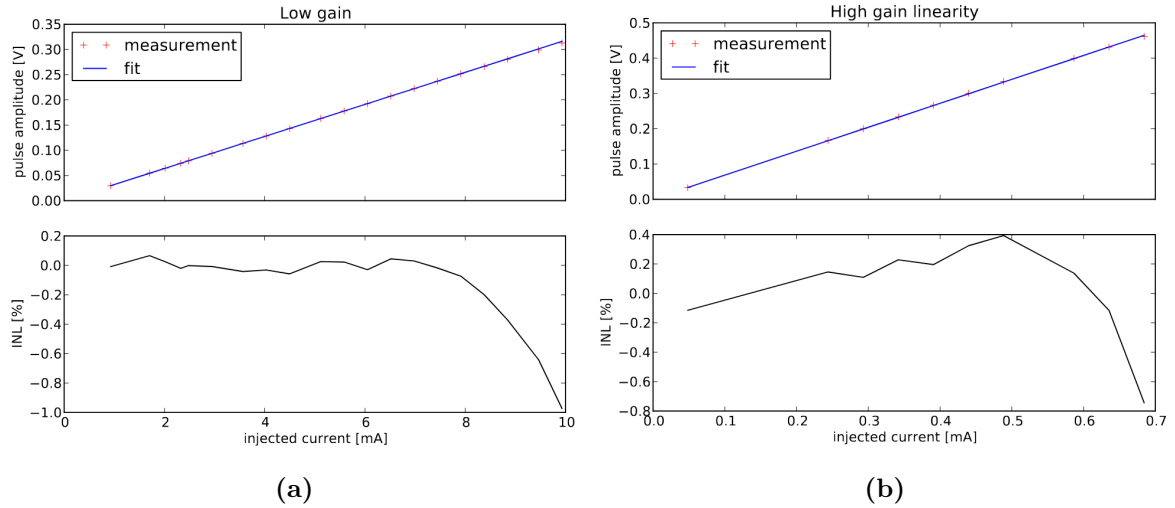 Low gain
pulse amplitude [V]
0.35
0.30
0.25
0.20
0.15
0.10
0.05
0.00
measurement
fit
INL [%]
0.2
0.0
−0.2
−0.4
−0.6
−0.8
−1.0
0 2 4 6 8 10
injected current [mA]
(a)
High gain linearity
pulse amplitude [V]
0.5
0.4
0.3
0.2
0.1
0.0
measurement
fit
INL [%]
0.4
0.2
0.0
−0.2
−0.4
−0.6
−0.8
0.0 0.1 0.2 0.3 0.4 0.5 0.6 0.7
injected current [mA]
(b)